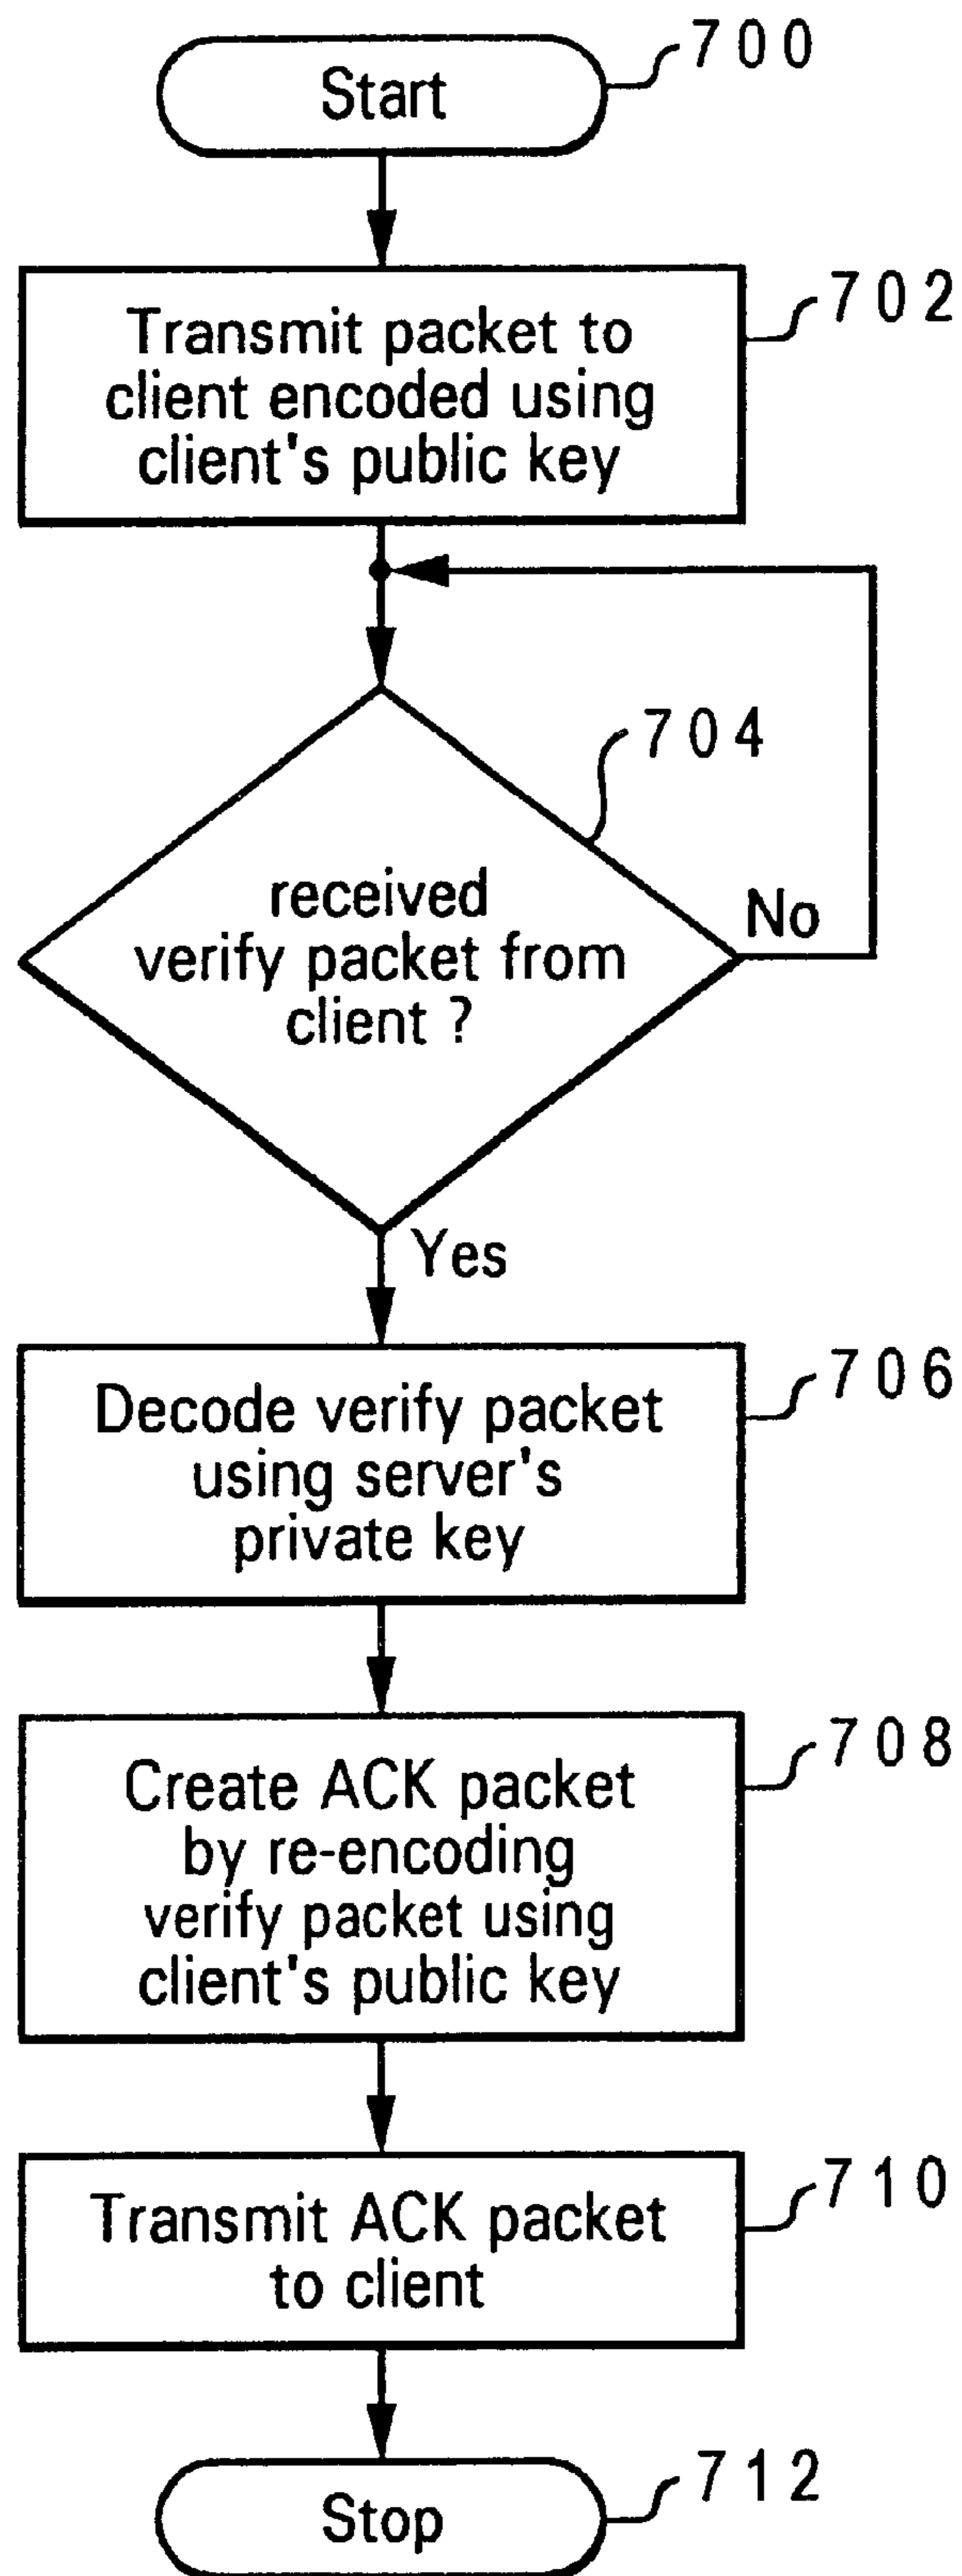 Start
700
Transmit packet to
client encoded using
client's public key
702
received
verify packet from
client ?
704
No
Yes
Decode verify packet
using server's
private key
706
Create ACK packet
by re-encoding
verify packet using
client's public key
708
Transmit ACK packet
to client
710
Stop
712